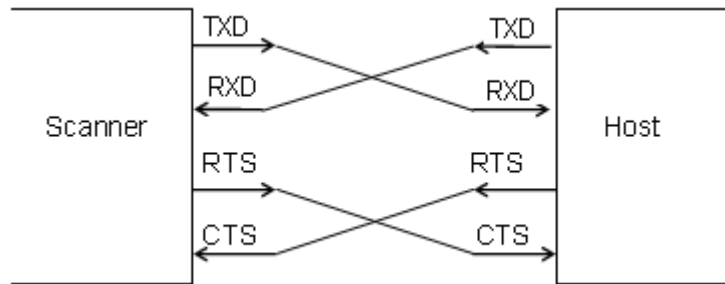 TXD TXD
RXD RXD
Scanner Host
RTS RTS
CTS CTS